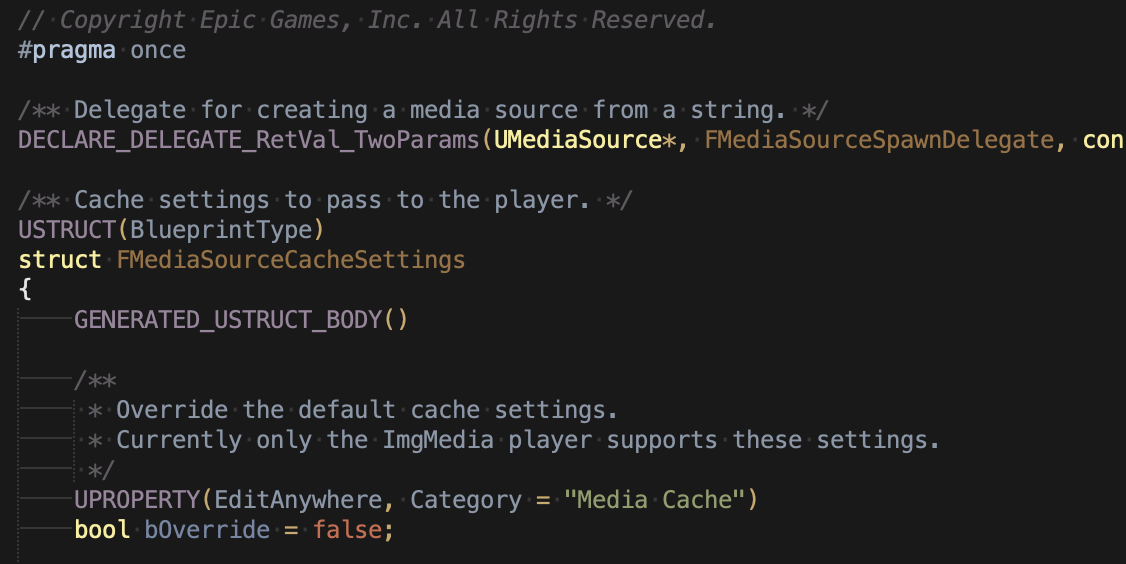 // Copyright Epic Games, Inc. All Rights Reserved.
#pragma once
/** Delegate for creating a media source from a string. */
DECLARE_DELEGATE_RetVal_TwoParams(UMediaSource*, FMediaSourceSpawnDelegate, con
/** Cache settings to pass to the player. */
USTRUCT(BlueprintType)
struct FMediaSourceCacheSettings
{
GENERATED_USTRUCT_BODY()
/**
* Override the default cache settings.
* Currently only the ImgMedia player supports these settings.
*/
UPROPERTY(EditAnywhere, Category = "Media Cache")
bool bOverride = false;